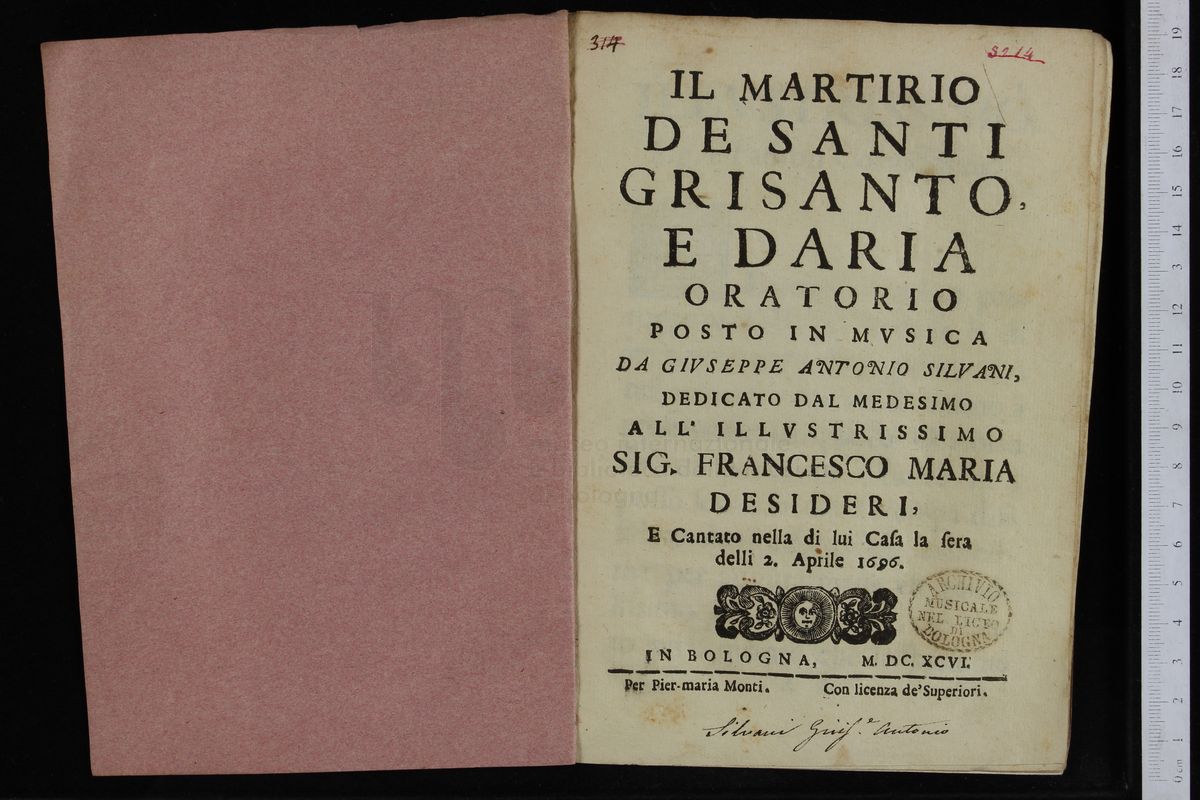 314
3214
IL MARTIRIO
DE SANTI
GRISANTO,
E DARIA
ORATORIO
POSTO IN MVSICA
DA GIVSEPPE ANTONIO SILVANI,
DEDICATO DAL MEDESIMO
ALL' ILLVSTRISSIMO
SIG. FRANCESCO MARIA
DESIDERI,
E Cantato nella di lui Caſa la ſera
delli 2. Aprile 1696.
ARCHIVIO
MUSICALE
NEL LICEO
DI
BOLOGNA
IN BOLOGNA, M. DC. XCVI.
Per Pier-maria Monti. Con licenza de' Superiori.
Silvani Giuſ.e Antonio